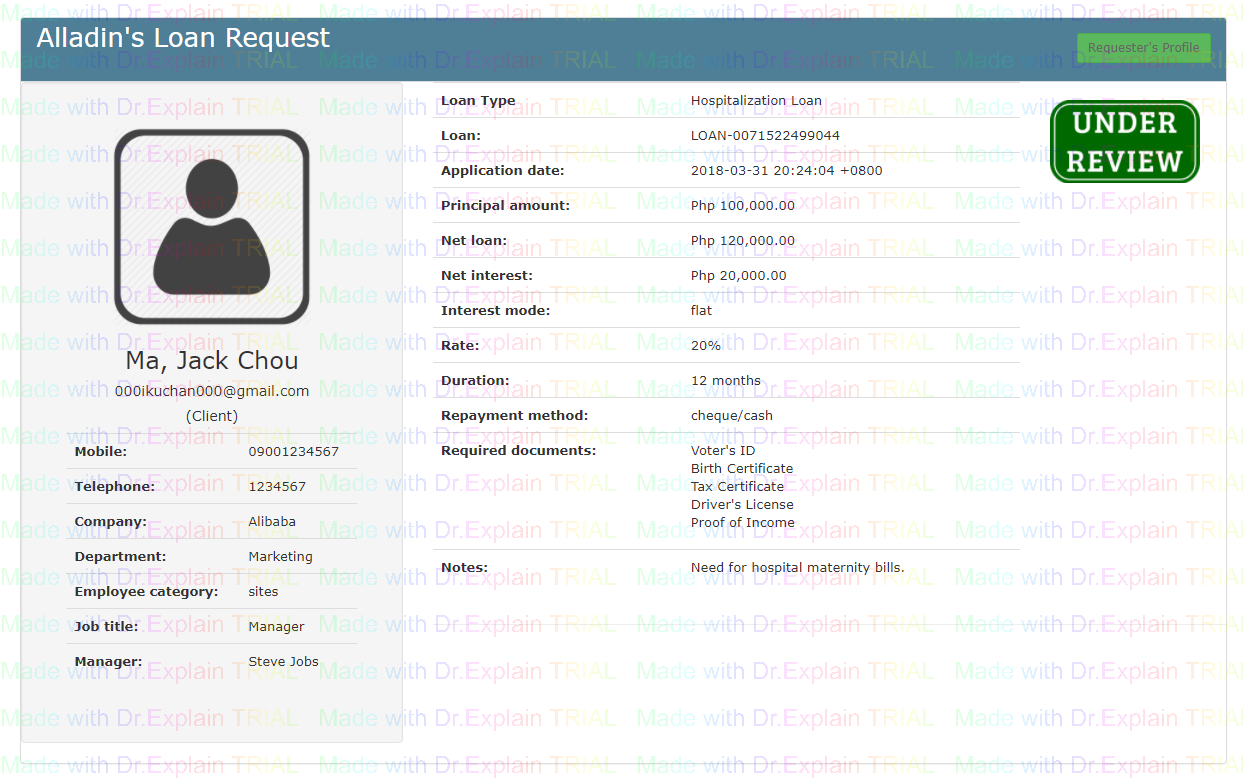 Alladin's Loan Request
Requester's Profile
Ma, Jack Chou
000ikuchan000@gmail.com
(Client)
Mobile: 09001234567
Telephone: 1234567
Company: Alibaba
Department: Marketing
Employee category: sites
Job title: Manager
Manager: Steve Jobs
Loan Type Hospitalization Loan
Loan: LOAN-0071522499044
Application date: 2018-03-31 20:24:04 +0800
Principal amount: Php 100,000.00
Net loan: Php 120,000.00
Net interest: Php 20,000.00
Interest mode: flat
Rate: 20%
Duration: 12 months
Repayment method: cheque/cash
Required documents: Voter's ID
Birth Certificate
Tax Certificate
Driver's License
Proof of Income
Notes: Need for hospital maternity bills.
UNDER
REVIEW
Made with Dr.Explain TRIAL